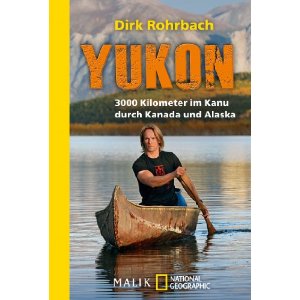 Dirk Rohrbach
YUKON
3000 Kilometer im Kanu
durch Kanada und Alaska
MALIK
NATIONAL
GEOGRAPHIC